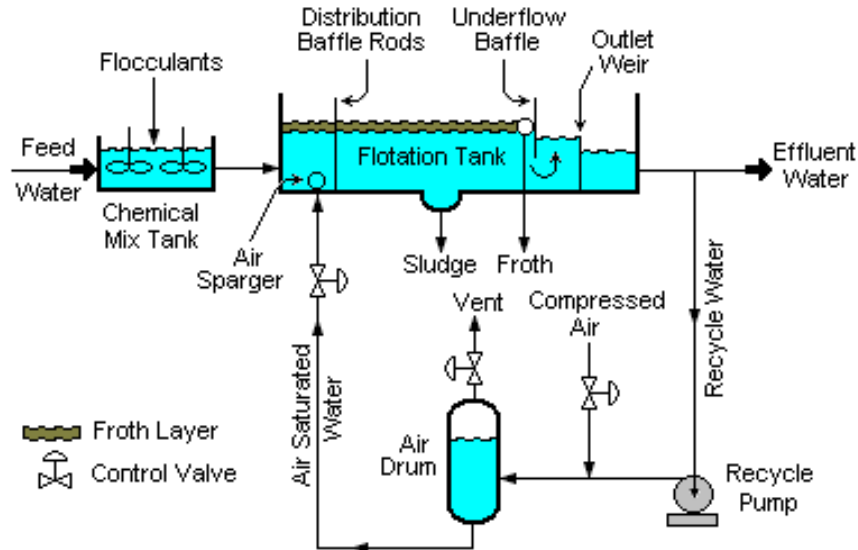 Distribution
Baffle Rods
Underflow
Baffle
Outlet
Weir
Flocculants
Feed
Water
Chemical
Mix Tank
Flotation Tank
Effluent
Water
Air
Sparger
Sludge
Froth
Vent
Compressed
Air
Recycle Water
Air Saturated
Water
Air
Drum
Recycle
Pump
Froth Layer
Control Valve